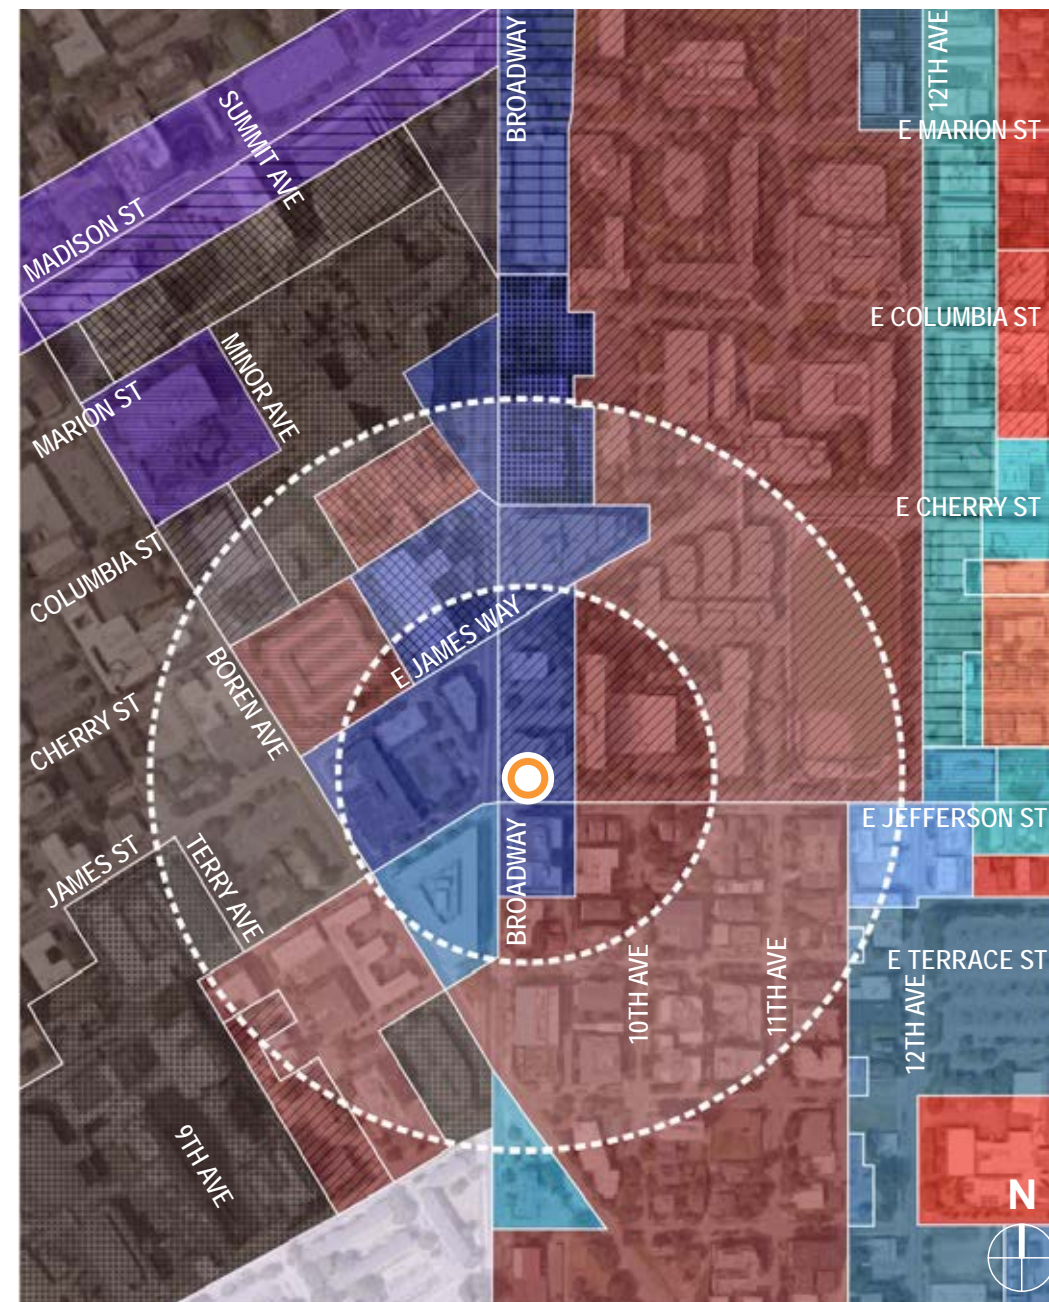 BROADWAY
12TH AVE
SUMMIT AVE
E MARION ST
MADISON ST
E COLUMBIA ST
MINOR AVE
MARION ST
E CHERRY ST
COLUMBIA ST
E JAMES WAY
BOREN AVE
CHERRY ST
E JEFFERSON ST
JAMES ST
TERRY AVE
BROADWAY
10TH AVE
11TH AVE
E TERRACE ST
12TH AVE
9TH AVE
N